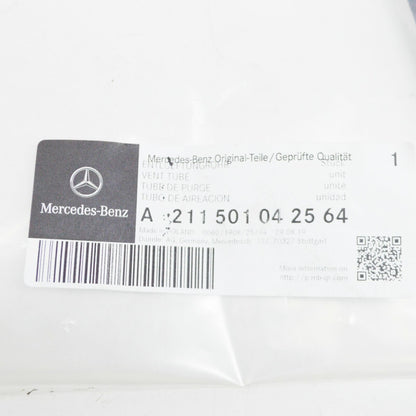 Mercedes-Benz Original-Teile/Geprüfte Qualität 1
VENT TUBE unit
TUBE DE PURGE unité
TUBO DE AIREACION unidad
Mercedes-Benz
A 211 501 04 25 64
More information on